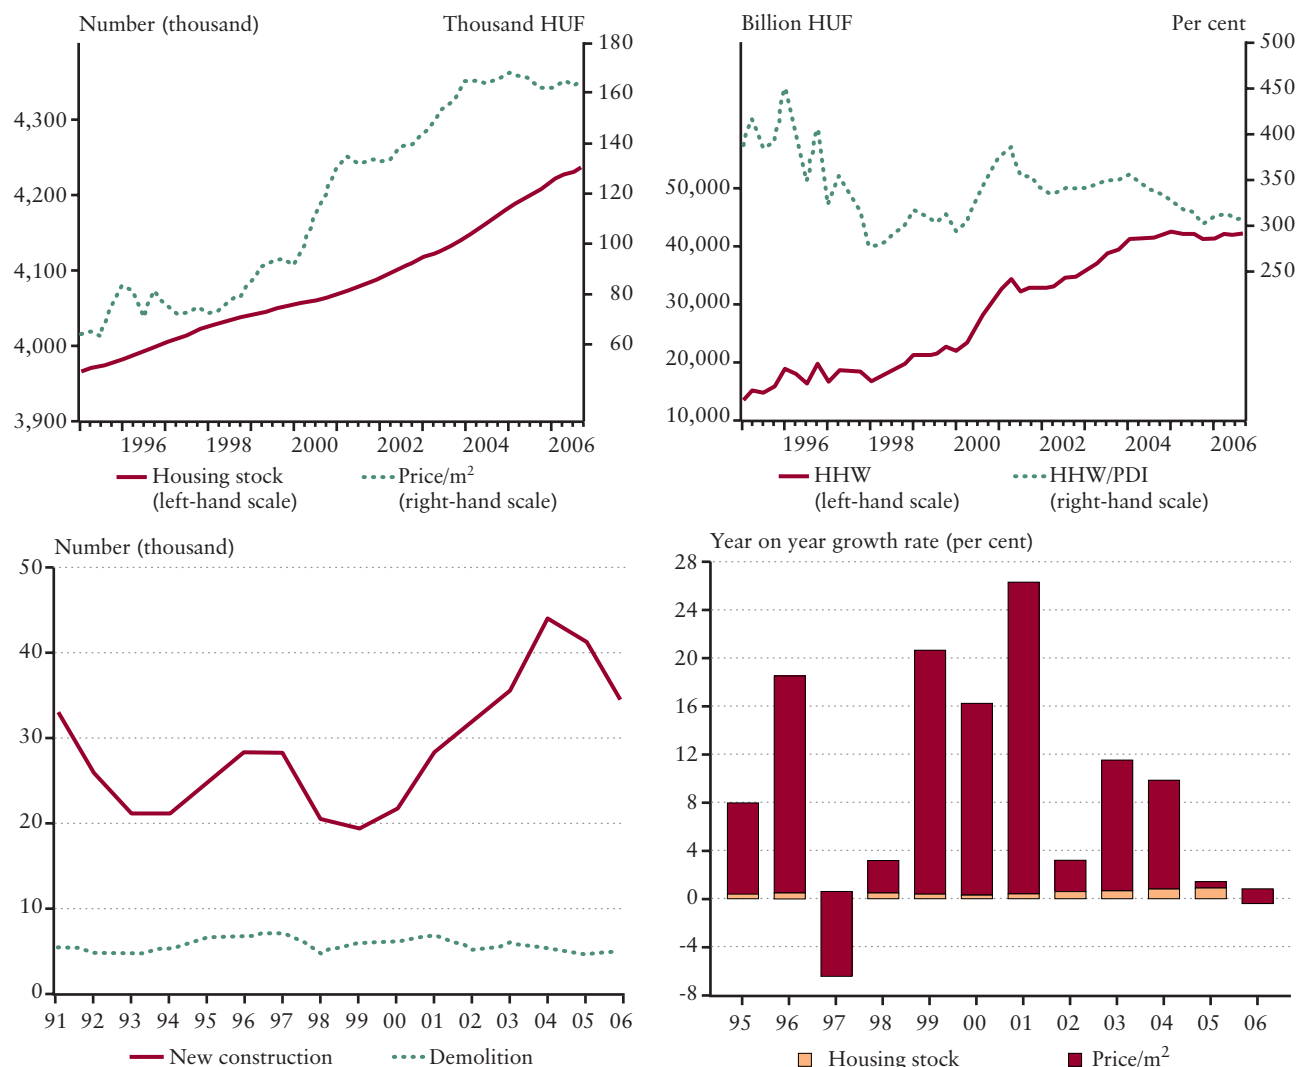 Number (thousand)
Thousand HUF
180
160
4,300
140
4,200
120
100
4,100
80
4,000
60
3,900
1996 1998 2000 2002 2004 2006
Housing stock
(left-hand scale)
Price/m²
(right-hand scale)
Billion HUF
Per cent
500
450
400
350
50,000
300
40,000
250
30,000
20,000
10,000
1996 1998 2000 2002 2004 2006
HHW
(left-hand scale)
HHW/PDI
(right-hand scale)
Number (thousand)
50
40
30
20
10
0
91 92 93 94 95 96 97 98 99 00 01 02 03 04 05 06
New construction Demolition
Year on year growth rate (per cent)
28
24
20
16
12
8
4
0
-4
-8
95 96 97 98 99 00 01 02 03 04 05 06
Housing stock Price/m²